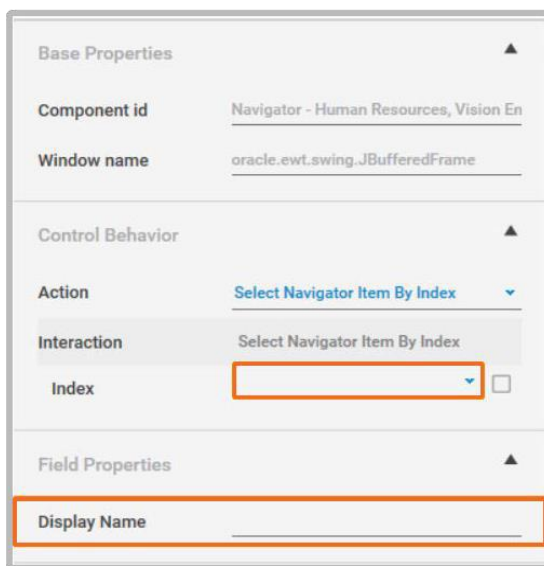 Base Properties
Component id Navigator - Human Resources, Vision En
Window name oracle.ewt.swing.JBufferedFrame
Control Behavior
Action Select Navigator Item By Index
Interaction Select Navigator Item By Index
Index
Field Properties
Display Name